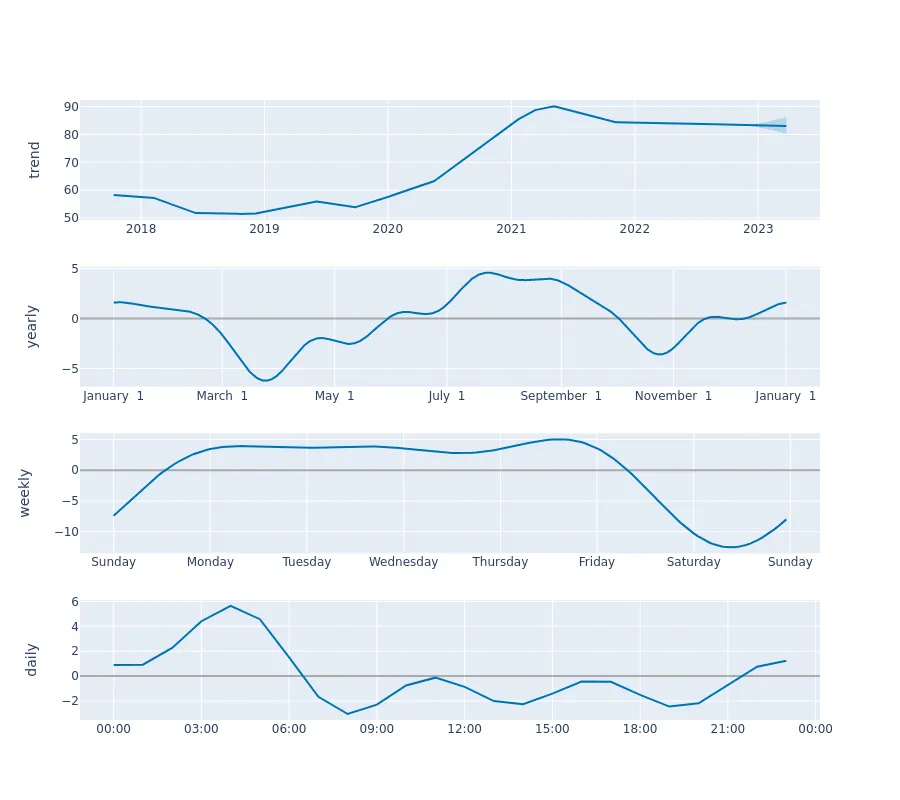 90
80
70
60
50
trend
2018 2019 2020 2021 2022 2023
5
0
−5
yearly
January 1 March 1 May 1 July 1 September 1 November 1 January 1
5
0
−5
−10
weekly
Sunday Monday Tuesday Wednesday Thursday Friday Saturday Sunday
6
4
2
0
−2
daily
00:00 03:00 06:00 09:00 12:00 15:00 18:00 21:00 00:00